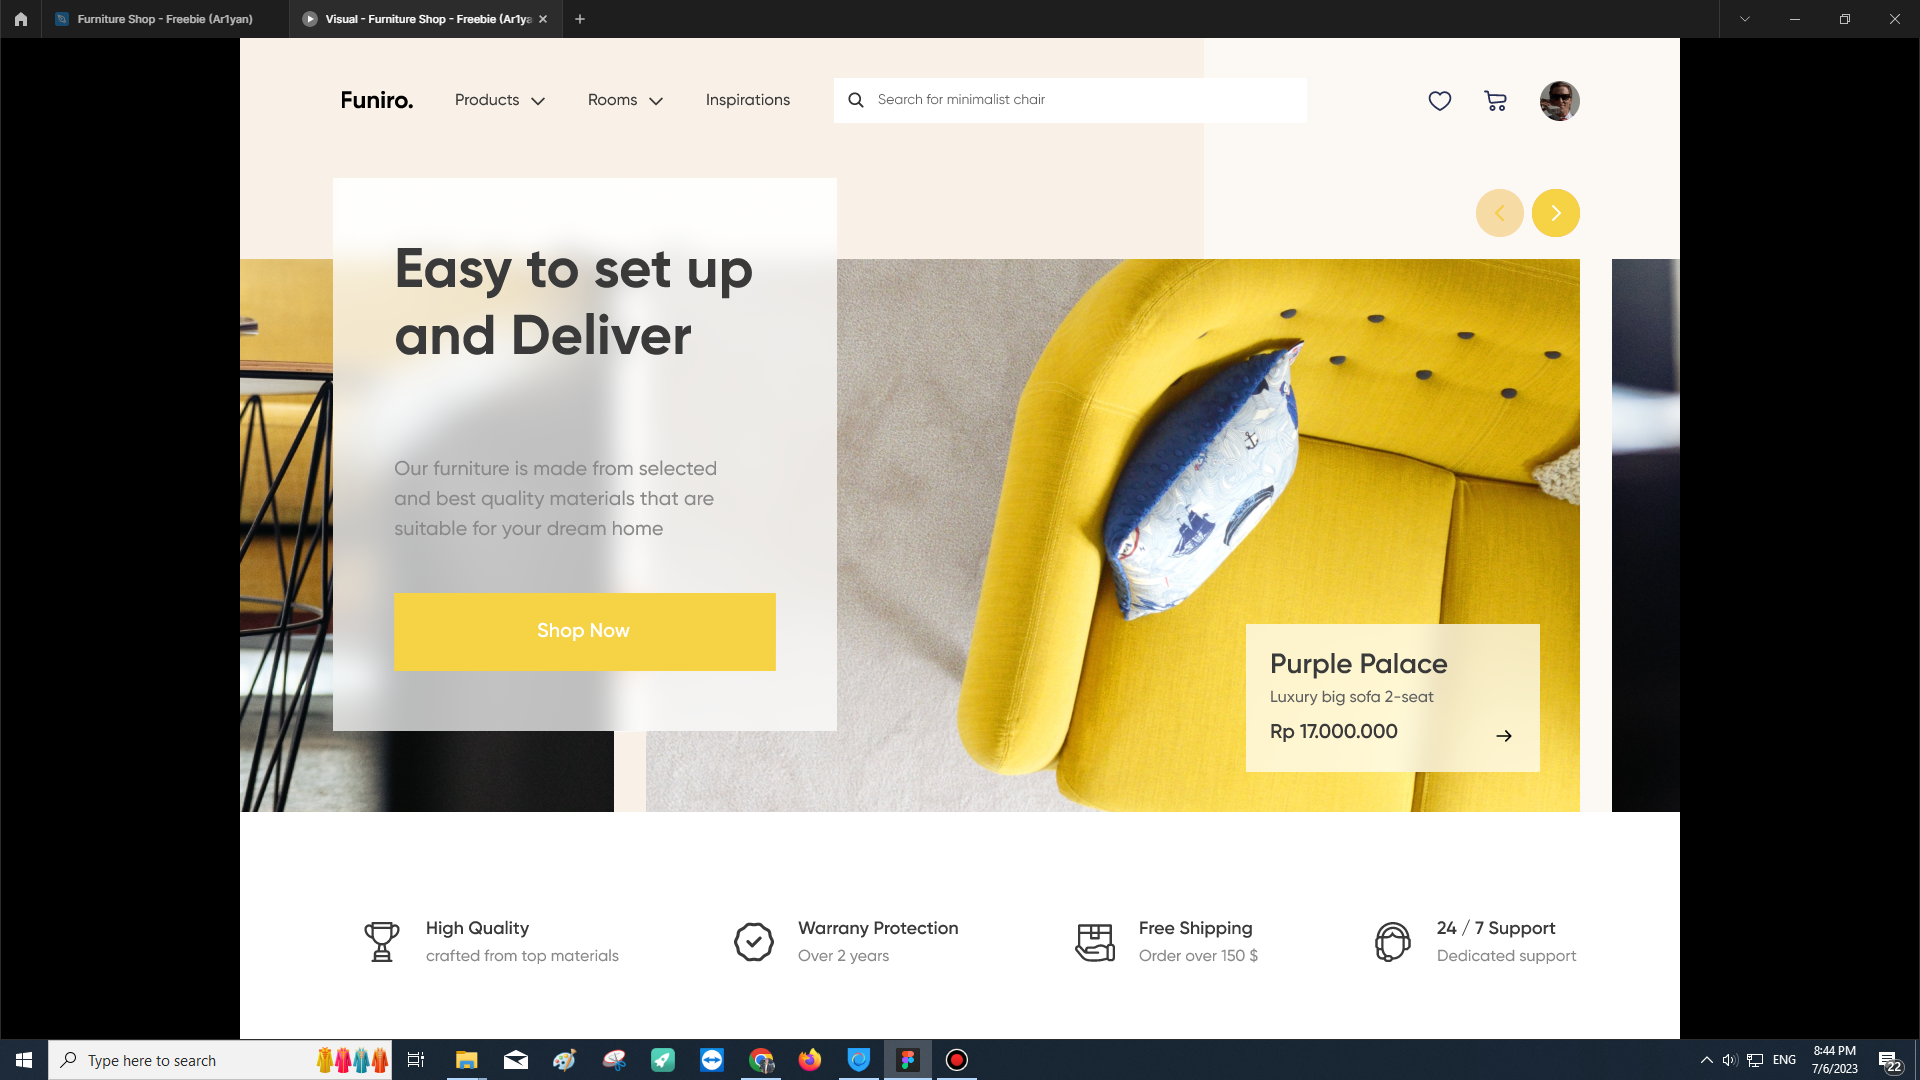 Furniture Shop - Freebie (Ar1yan)
Visual - Furniture Shop - Freebie (Ar1ya
Funiro.
Products
Rooms
Inspirations
Search for minimalist chair
Easy to set up
and Deliver
Our furniture is made from selected
and best quality materials that are
suitable for your dream home
Shop Now
Purple Palace
Luxury big sofa 2-seat
Rp 17.000.000
High Quality
crafted from top materials
Warrany Protection
Over 2 years
Free Shipping
Order over 150 $
24 / 7 Support
Dedicated support
Type here to search
ENG
8:44 PM
7/6/2023
22